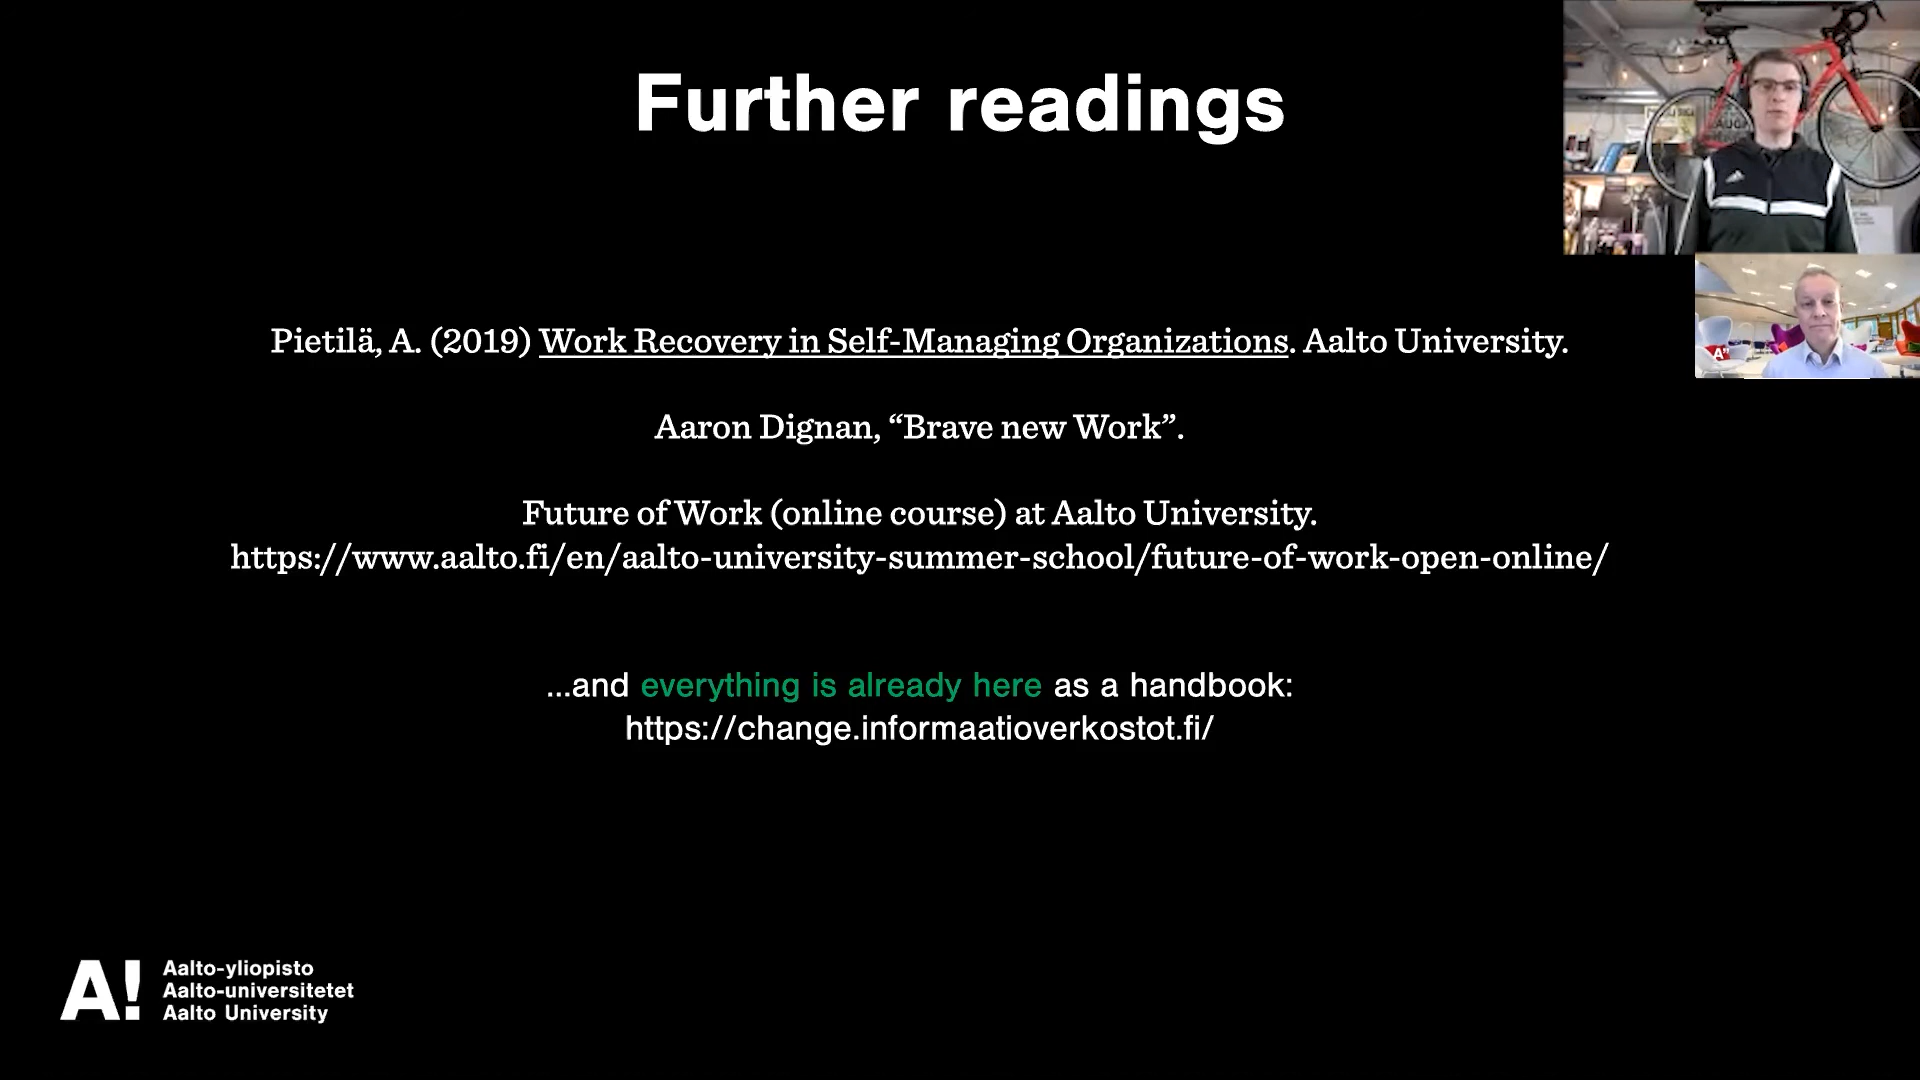 Further readings
Pietilä, A. (2019) Work Recovery in Self-Managing Organizations. Aalto University.
Aaron Dignan, “Brave new Work”.
Future of Work (online course) at Aalto University.
https://www.aalto.fi/en/aalto-university-summer-school/future-of-work-open-online/
...and everything is already here as a handbook:
https://change.informaatioverkostot.fi/
A!
Aalto-yliopisto
Aalto-universitetet
Aalto University
A”